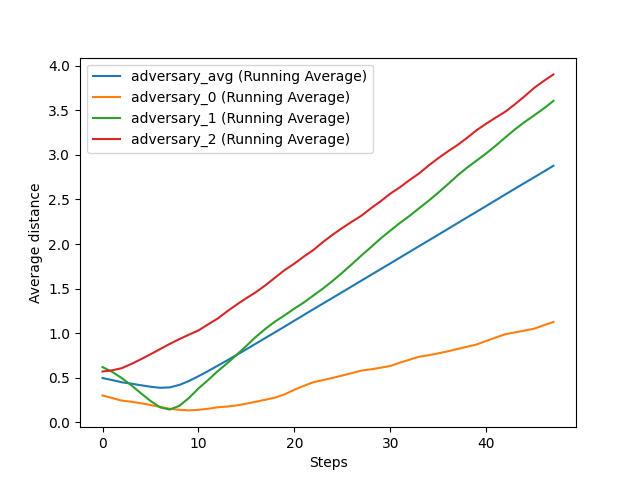 adversary_avg (Running Average)
adversary_0 (Running Average)
adversary_1 (Running Average)
adversary_2 (Running Average)
Average distance
4.0
3.5
3.0
2.5
2.0
1.5
1.0
0.5
0.0
0 10 20 30 40
Steps